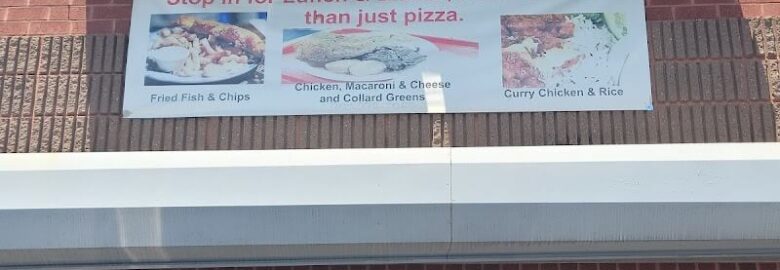 Stop in for Lunch &
than just pizza.
Fried Fish & Chips
Chicken, Macaroni & Cheese
and Collard Greens
Curry Chicken & Rice